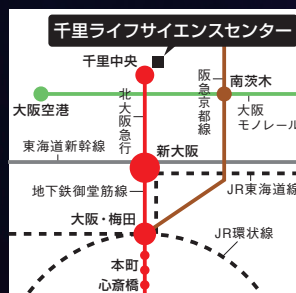 千里ライフサイエンスセンター
千里中央
阪急京都線
南茨木
大阪空港
北大阪急行
大阪
モノレール
東海道新幹線
新大阪
地下鉄御堂筋線
JR東海道線
大阪・梅田
JR環状線
本町
心斎橋